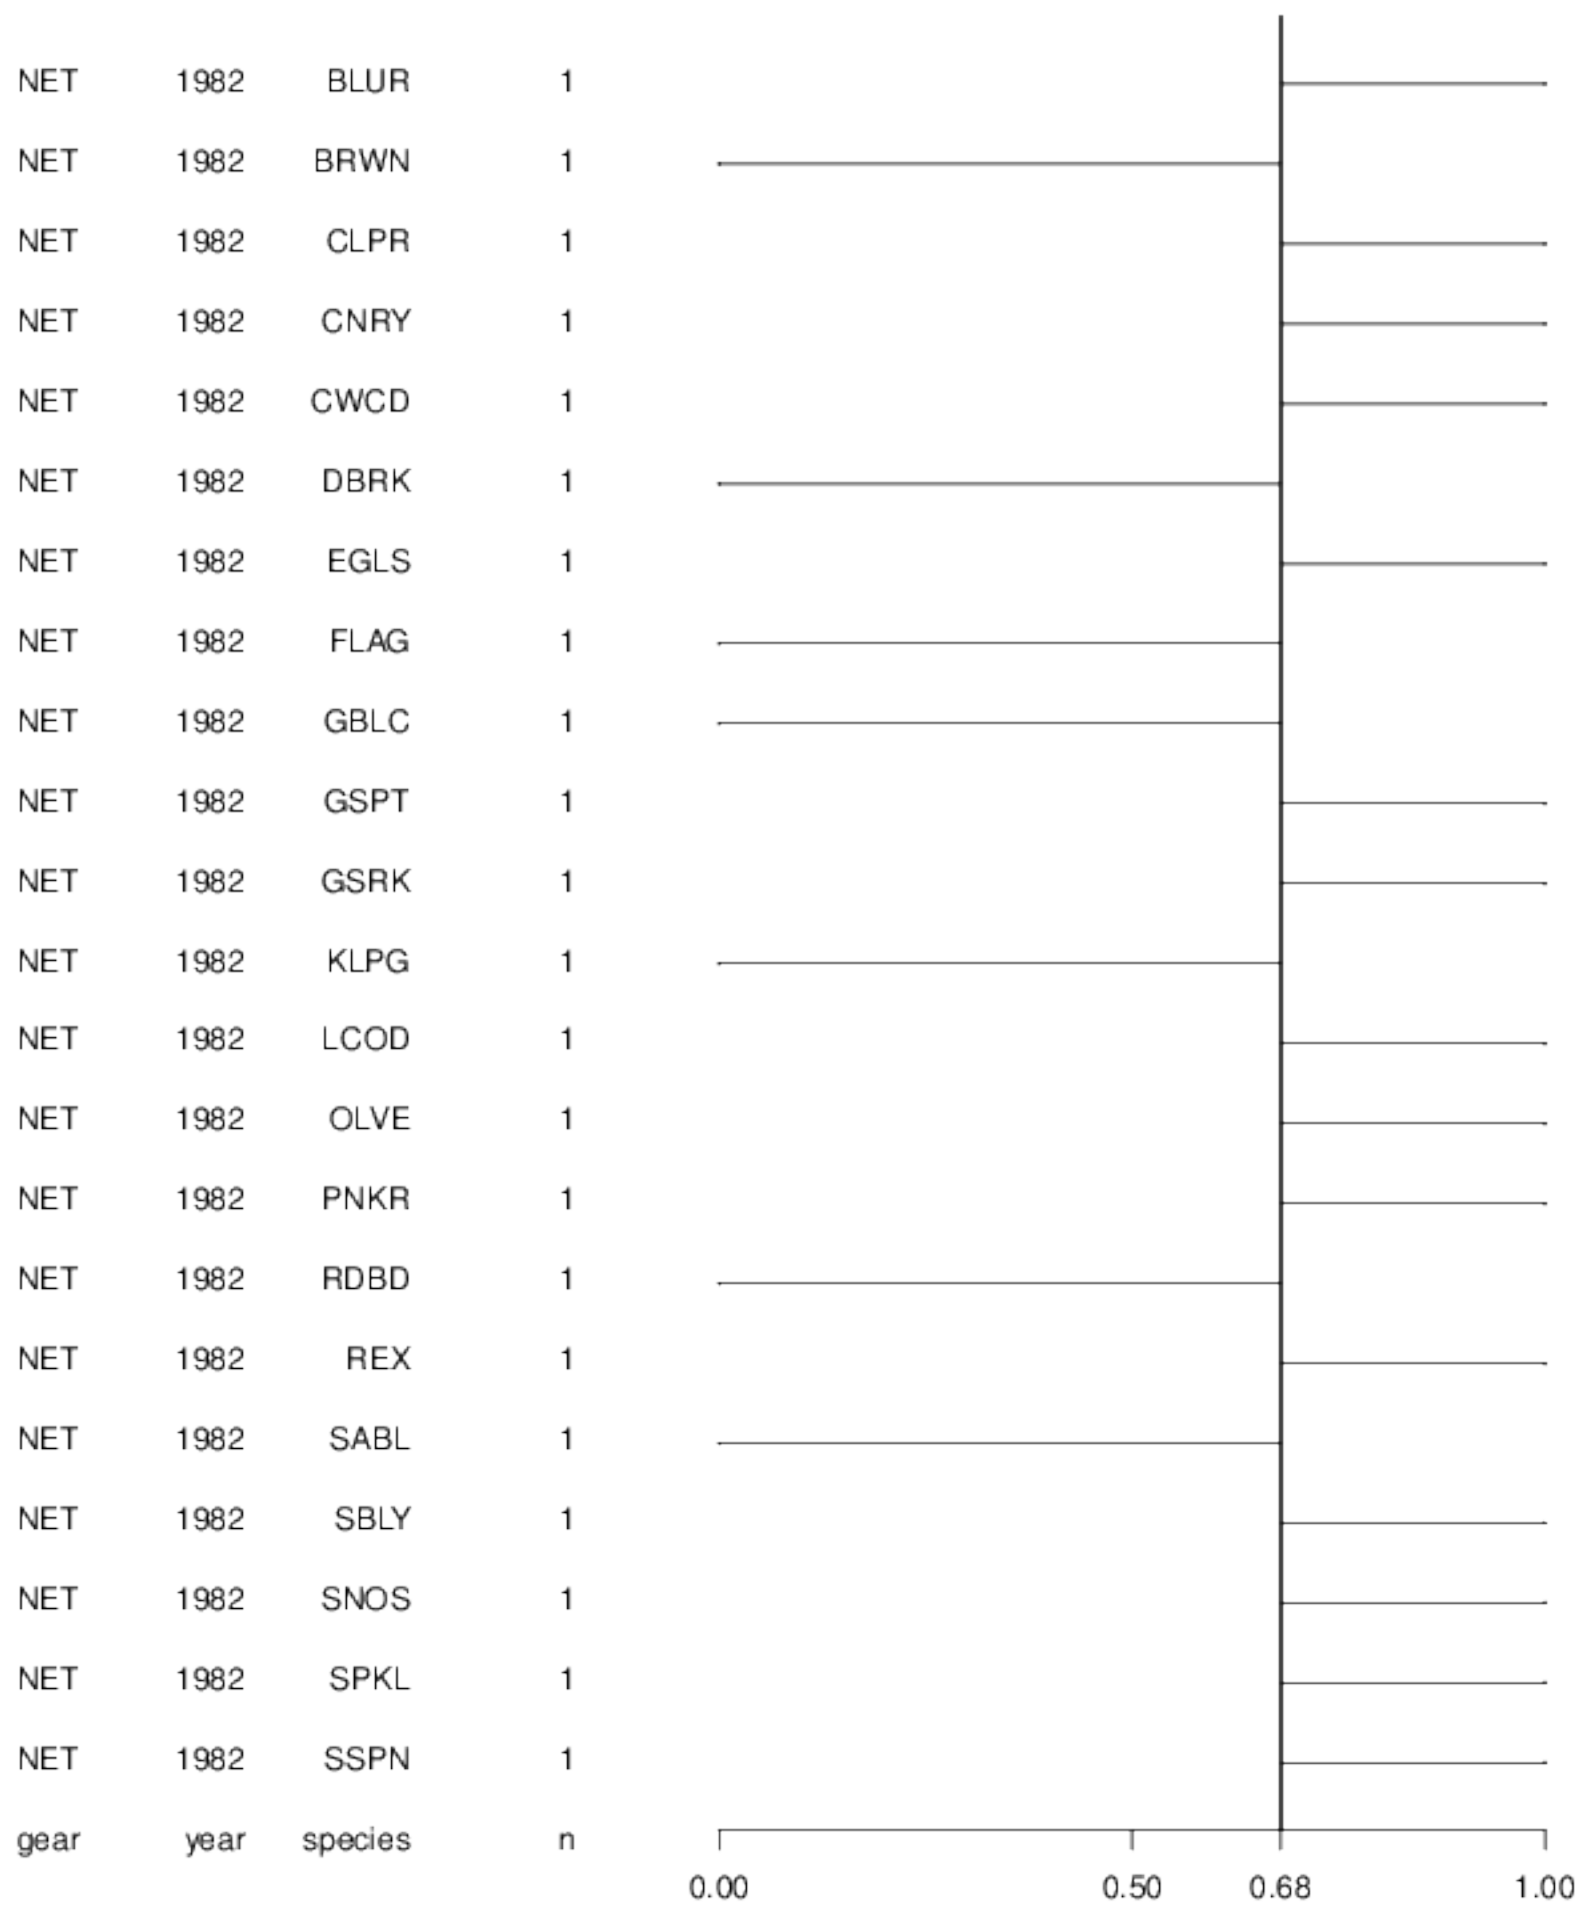 NET 1982 BLUR 1
NET 1982 BRWN 1
NET 1982 CLPR 1
NET 1982 CNRY 1
NET 1982 CWCD 1
NET 1982 DBRK 1
NET 1982 EGLS 1
NET 1982 FLAG 1
NET 1982 GBLC 1
NET 1982 GSPT 1
NET 1982 GSRK 1
NET 1982 KLPG 1
NET 1982 LCOD 1
NET 1982 OLVE 1
NET 1982 PNKR 1
NET 1982 RDBD 1
NET 1982 REX 1
NET 1982 SABL 1
NET 1982 SBLY 1
NET 1982 SNOS 1
NET 1982 SPKL 1
NET 1982 SSPN 1
gear year species n
0.00 0.50 0.68 1.00